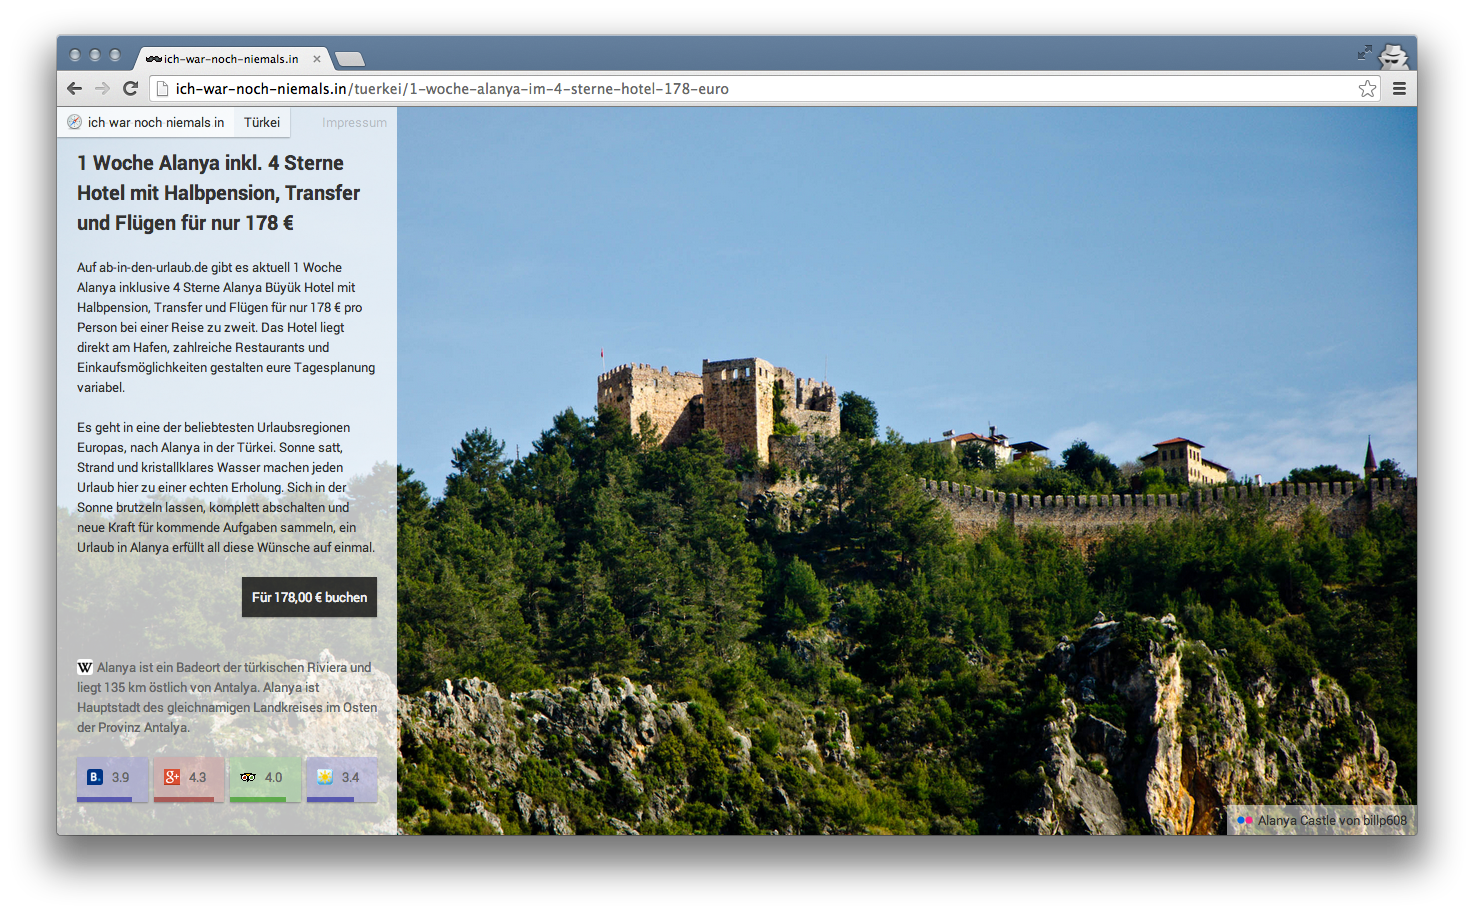 ich-war-noch-niemals.in
ich-war-noch-niemals.in/tuerkei/1-woche-alanya-im-4-sterne-hotel-178-euro
ich war noch niemals in Türkei Impressum
1 Woche Alanya inkl. 4 Sterne
Hotel mit Halbpension, Transfer
und Flügen für nur 178 €
Auf ab-in-den-urlaub.de gibt es aktuell 1 Woche
Alanya inklusive 4 Sterne Alanya Büyük Hotel mit
Halbpension, Transfer und Flügen für nur 178 € pro
Person bei einer Reise zu zweit. Das Hotel liegt
direkt am Hafen, zahlreiche Restaurants und
Einkaufsmöglichkeiten gestalten eure Tagesplanung
variabel.
Es geht in eine der beliebtesten Urlaubsregionen
Europas, nach Alanya in der Türkei. Sonne satt,
Strand und kristallklares Wasser machen jeden
Urlaub hier zu einer echten Erholung. Sich in der
Sonne brutzeln lassen, komplett abschalten und
neue Kraft für kommende Aufgaben sammeln, ein
Urlaub in Alanya erfüllt all diese Wünsche auf einmal.
Für 178,00 € buchen
W Alanya ist ein Badeort der türkischen Riviera und
liegt 135 km östlich von Antalya. Alanya ist
Hauptstadt des gleichnamigen Landkreises im Osten
der Provinz Antalya.
B. 3.9 g+ 4.3 4.0 3.4
Alanya Castle von billp608